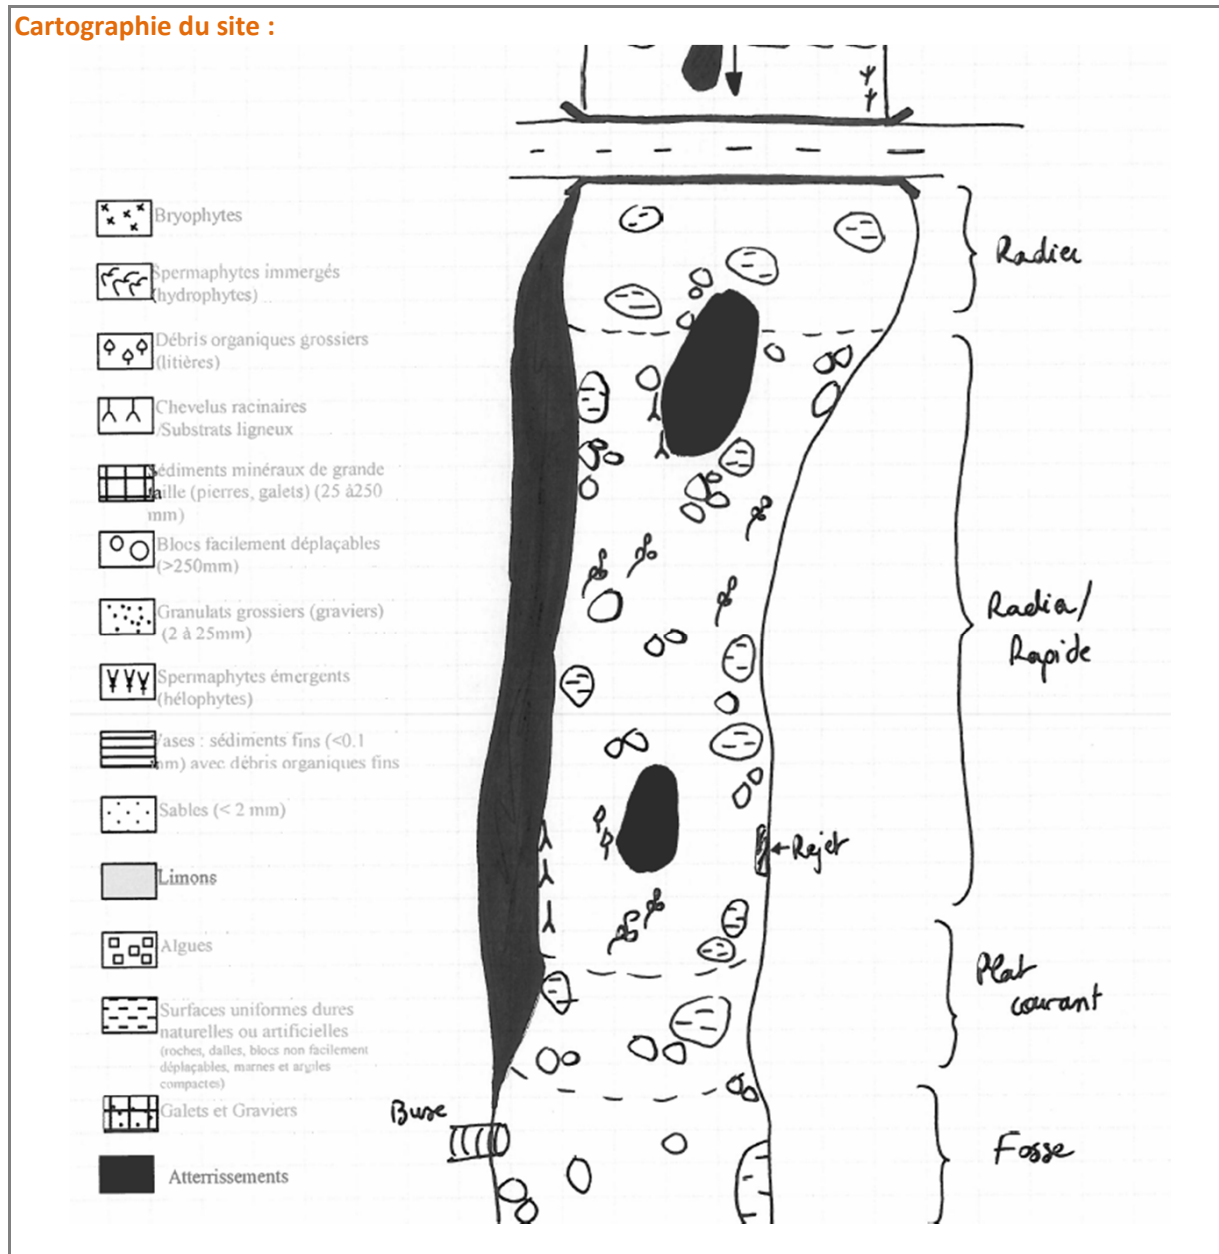 Cartographie du site :
Bryophytes
Spermaphytes immergés
(hydrophytes)
Débris organiques grossiers
(litières)
Chevelus racinaires
/Substrats ligneux
édiments minéraux de grande
aille (pierres, galets) (25 à250
mm)
Blocs facilement déplaçables
(>250mm)
Granulats grossiers (graviers)
(2 à 25mm)
Spermaphytes émergents
(hélophytes)
Vases : sédiments fins (<0.1
mm) avec débris organiques fins
Sables (< 2 mm)
Limons
Algues
Surfaces uniformes dures
naturelles ou artificielles
(roches, dalles, blocs non facilement
déplaçables, marnes et argiles
compactes)
Galets et Graviers
Atterrissements
Radier
Radier/
Rapide
←Rejet
Plat
courant
Buse
Fosse